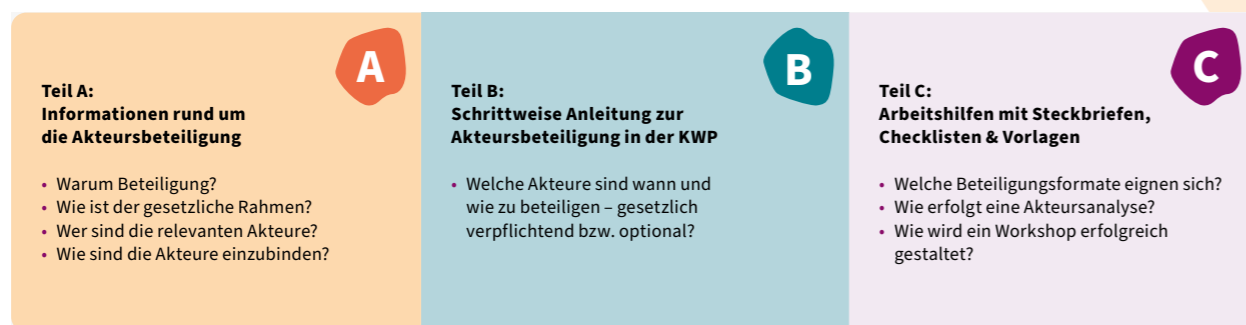 A
Teil A:
Informationen rund um
die Akteursbeteiligung
• Warum Beteiligung?
• Wie ist der gesetzliche Rahmen?
• Wer sind die relevanten Akteure?
• Wie sind die Akteure einzubinden?
B
Teil B:
Schrittweise Anleitung zur
Akteursbeteiligung in der KWP
• Welche Akteure sind wann und
wie zu beteiligen – gesetzlich
verpflichtend bzw. optional?
C
Teil C:
Arbeitshilfen mit Steckbriefen,
Checklisten & Vorlagen
• Welche Beteiligungsformate eignen sich?
• Wie erfolgt eine Akteursanalyse?
• Wie wird ein Workshop erfolgreich
gestaltet?